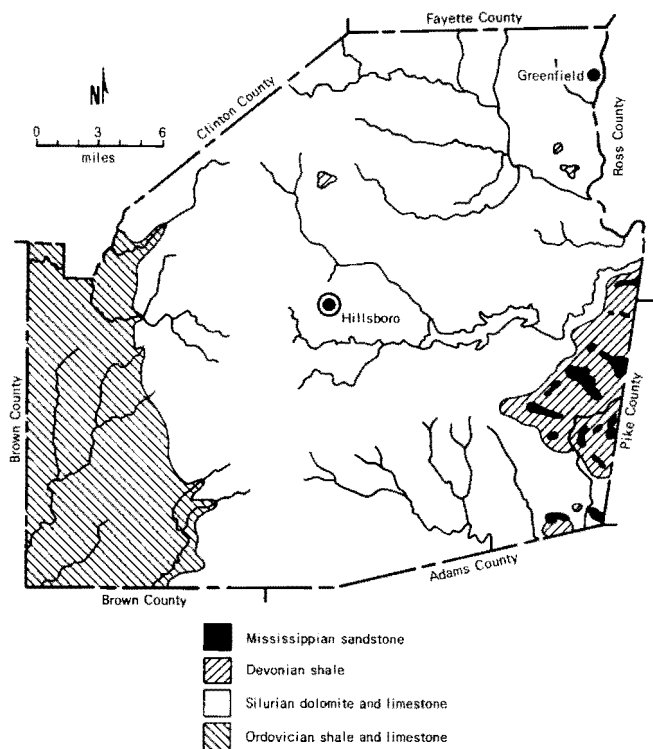 Fayette County
Greenfield
N
Clinton County
0 3 6
miles
Ross County
Hillsboro
Brown County
Pike County
Adams County
Brown County
Mississippian sandstone
Devonian shale
Silurian dolomite and limestone
Ordovician shale and limestone